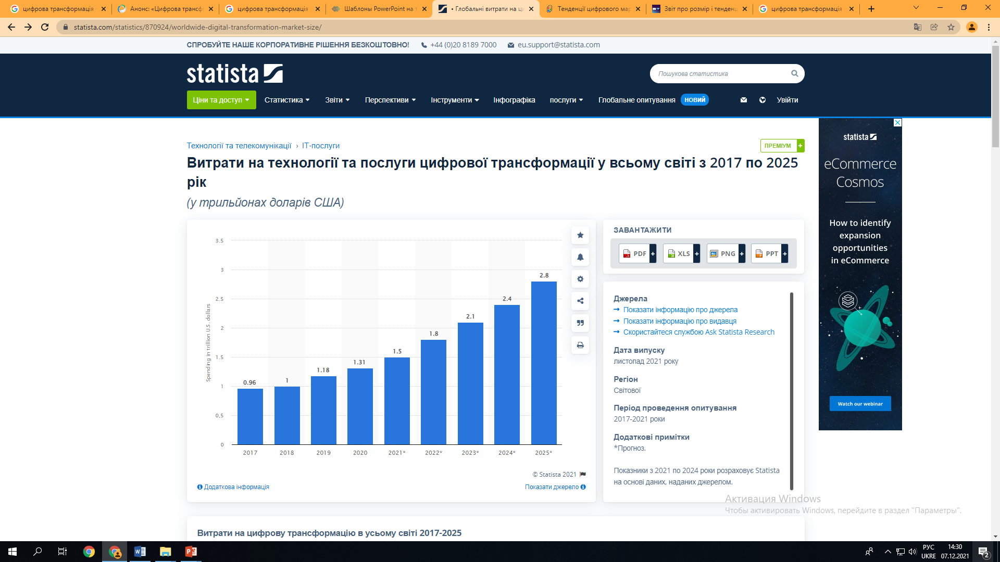 цифрова трансформація
Анонс: «Цифрова трансф
цифрова трансформація
Шаблоны PowerPoint на т
• Глобальні витрати на ци
Тенденції цифрового мар
Звіт про розмір і тенденц
цифрова трансформація
statista.com/statistics/870924/worldwide-digital-transformation-market-size/
СПРОБУЙТЕ НАШЕ КОРПОРАТИВНЕ РІШЕННЯ БЕЗКОШТОВНО! +44 (0)20 8189 7000 eu.support@statista.com
statista
Пошукова статистика
Ціни та доступ Статистика Звіти Перспективи Інструменти Інфографіка послуги Глобальне опитування НОВИЙ Увійти
Технології та телекомунікації › ІТ-послуги
ПРЕМІУМ +
Витрати на технології та послуги цифрової трансформації у всьому світі з 2017 по 2025
рік
(у трильйонах доларів США)
Spending in trillion U.S. dollars
3.5
3
2.5
2
1.5
1
0,5
0
0.96
1
1.18
1.31
1.5
1.8
2.1
2.4
2.8
2017 2018 2019 2020 2021* 2022* 2023* 2024* 2025*
© Statista 2021
Додаткова інформація
Показати джерело
ЗАВАНТАЖИТИ
PDF + XLS + PNG + PPT +
Джерела
Показати інформацію про джерела
Показати інформацію про видавця
Скористайтеся службою Ask Statista Research
Дата випуску
листопад 2021 року
Регіон
Світової
Період проведення опитування
2017-2021 роки
Додаткові примітки
*Прогноз.
Показники з 2021 по 2024 роки розраховує Statista
на основі даних, наданих джерелом.
statista
eCommerce
Cosmos
How to identify
expansion
opportunities
in eCommerce
Watch our webinar
Активация Windows
Чтобы активировать Windows, перейдите в раздел "Параметры".
Витрати на цифрову трансформацію в усьому світі 2017-2025
РУС
UKRE
14:30
07.12.2021
2